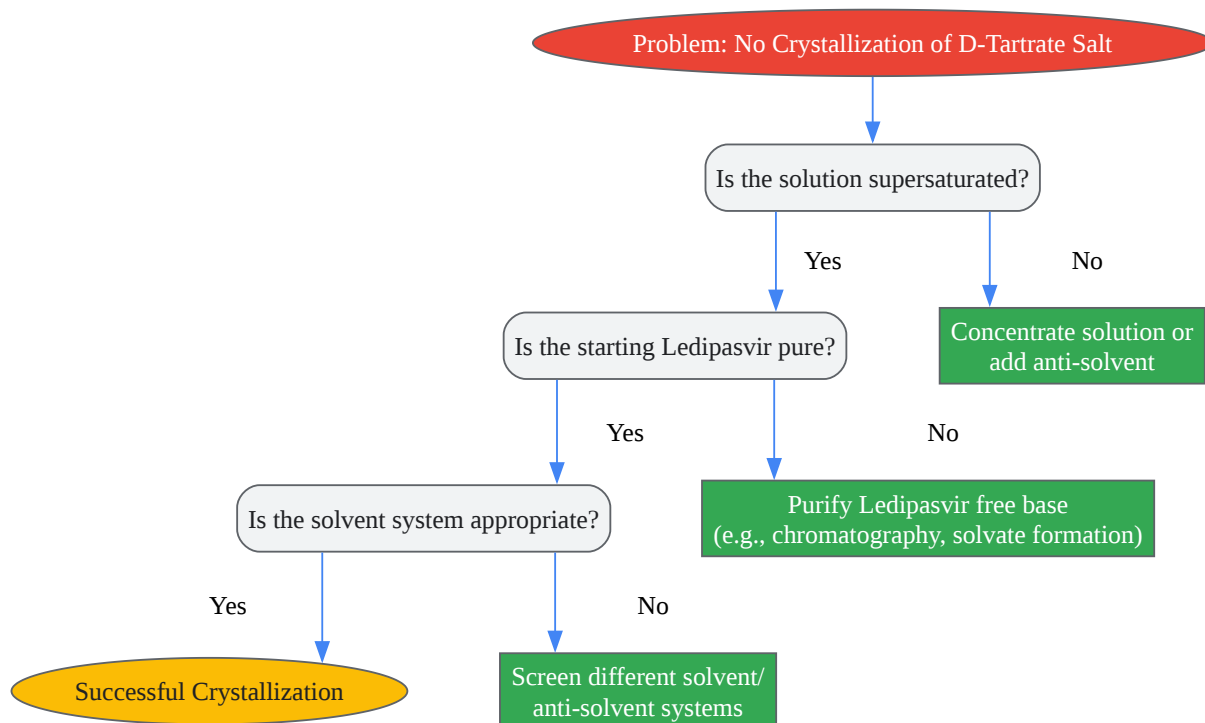 Problem: No Crystallization of D-Tartrate Salt
Is the solution supersaturated?
Yes
No
Is the starting Ledipasvir pure?
Concentrate solution or
add anti-solvent
Yes
No
Is the solvent system appropriate?
Purify Ledipasvir free base
(e.g., chromatography, solvate formation)
Yes
No
Successful Crystallization
Screen different solvent/
anti-solvent systems